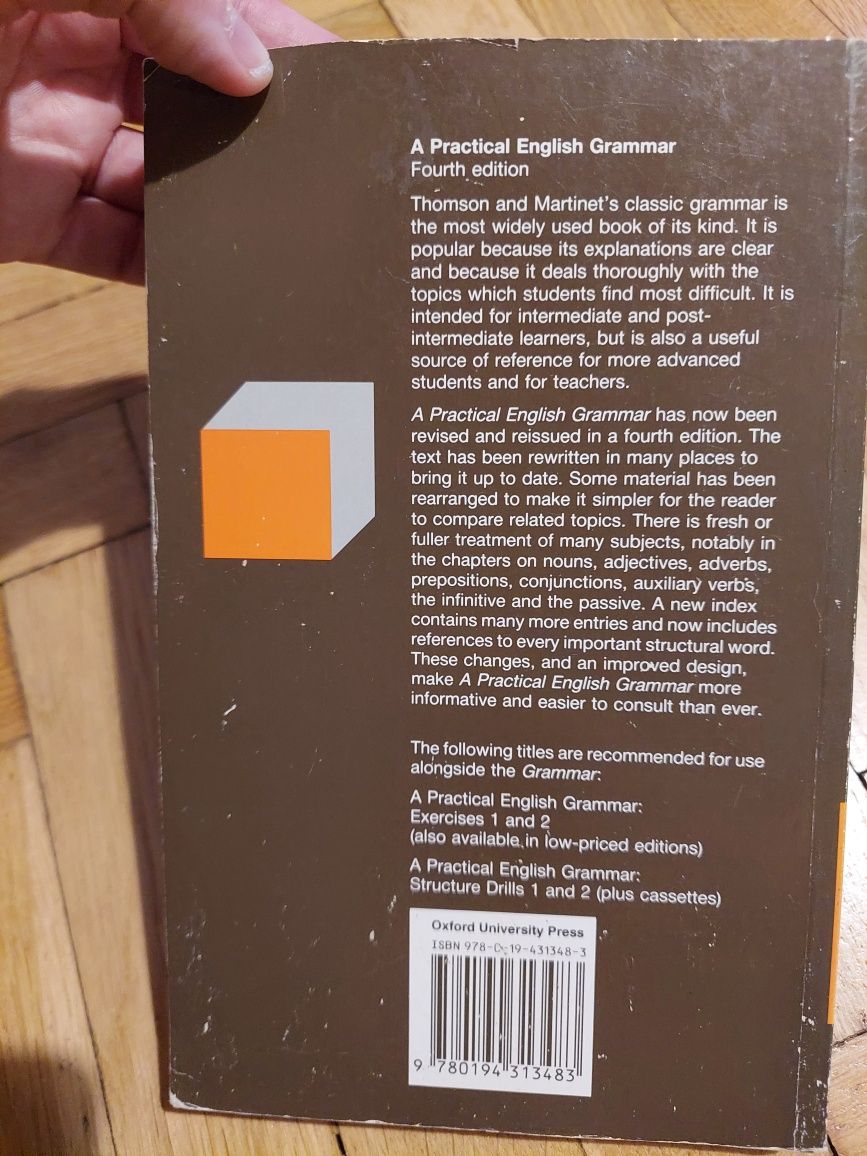 A Practical English Grammar
Fourth edition
Thomson and Martinet's classic grammar is
the most widely used book of its kind. It is
popular because its explanations are clear
and because it deals thoroughly with the
topics which students find most difficult. It is
intended for intermediate and post-
intermediate learners, but is also a useful
source of reference for more advanced
students and for teachers.
A Practical English Grammar has now been
revised and reissued in a fourth edition. The
text has been rewritten in many places to
bring it up to date. Some material has been
rearranged to make it simpler for the reader
to compare related topics. There is fresh or
fuller treatment of many subjects, notably in
the chapters on nouns, adjectives, adverbs,
prepositions, conjunctions, auxiliary verbs,
the infinitive and the passive. A new index
contains many more entries and now includes
references to every important structural word.
These changes, and an improved design,
make A Practical English Grammar more
informative and easier to consult than ever.
The following titles are recommended for use
alongside the Grammar:
A Practical English Grammar:
Exercises 1 and 2
(also available in low-priced editions)
A Practical English Grammar:
Structure Drills 1 and 2 (plus cassettes)
Oxford University Press
ISBN 978-0-19-431348-3
9 780194 313483